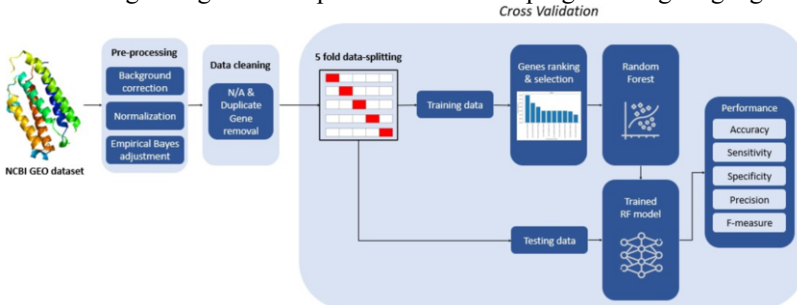 Cross Validation
Pre-processing
Background
correction
Normalization
Empirical Bayes
adjustment
NCBI GEO dataset
Data cleaning
N/A &
Duplicate
Gene
removal
5 fold data-splitting
Training data
Genes ranking
& selection
Random
Forest
Testing data
Trained
RF model
Performance
Accuracy
Sensitivity
Specificity
Precision
F-measure